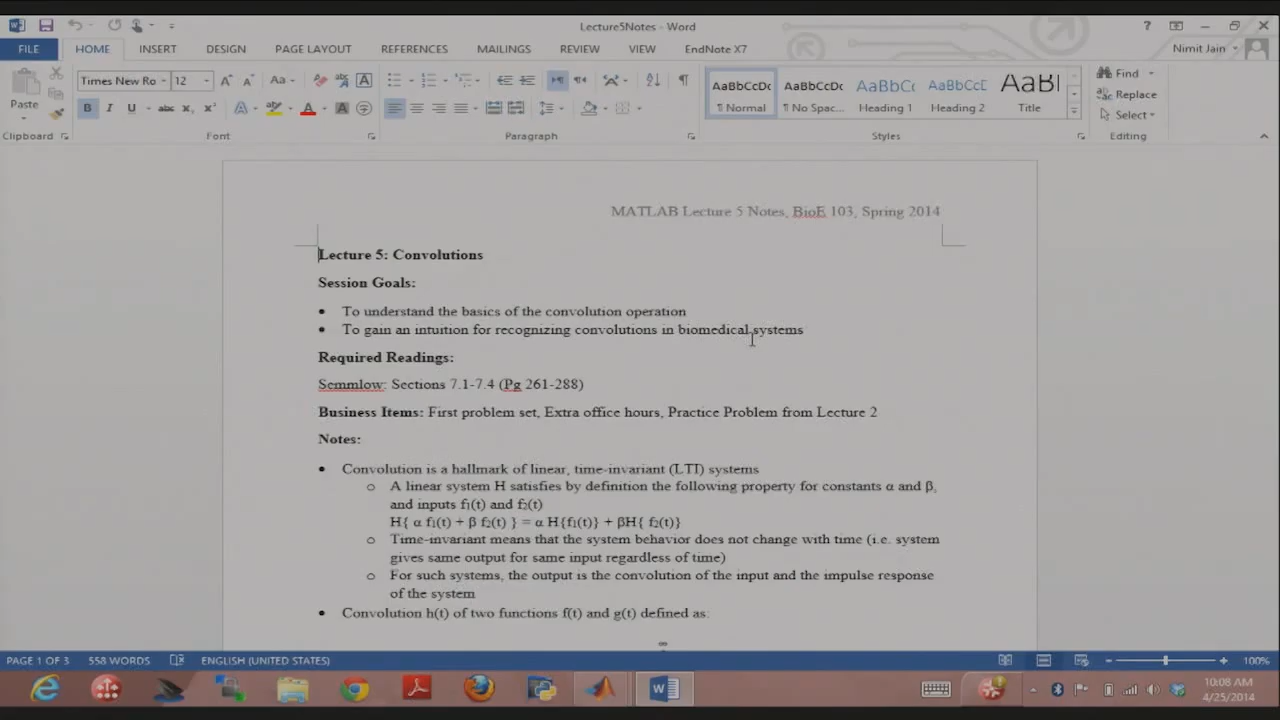 Lecture5Notes - Word
FILE HOME INSERT DESIGN PAGE LAYOUT REFERENCES MAILINGS REVIEW VIEW EndNote X7 Nimit Jain
Paste
Times New Ro 12
Aa
AaBbCcDc AaBbCcDc AaBbCc AaBbCcD AaBI
¶ Normal ¶ No Spac... Heading 1 Heading 2 Title
Find
Replace
Select
Clipboard Font Paragraph Styles Editing
MATLAB Lecture 5 Notes, BioE 103, Spring 2014
Lecture 5: Convolutions
Session Goals:
• To understand the basics of the convolution operation
• To gain an intuition for recognizing convolutions in biomedical systems
Required Readings:
Semmlow: Sections 7.1-7.4 (Pg 261-288)
Business Items: First problem set, Extra office hours, Practice Problem from Lecture 2
Notes:
• Convolution is a hallmark of linear, time-invariant (LTI) systems
o A linear system H satisfies by definition the following property for constants α and β,
and inputs f1(t) and f2(t)
H{ α f1(t) + β f2(t) } = α H{f1(t)} + βH{ f2(t)}
o Time-invariant means that the system behavior does not change with time (i.e. system
gives same output for same input regardless of time)
o For such systems, the output is the convolution of the input and the impulse response
of the system
• Convolution h(t) of two functions f(t) and g(t) defined as:
∞
PAGE 1 OF 3 558 WORDS ENGLISH (UNITED STATES) 100%
10:08 AM
4/25/2014